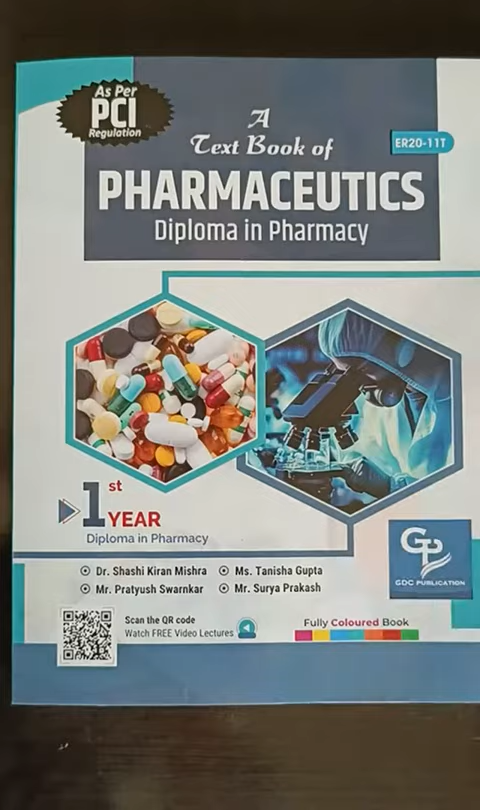 As Per
PCI
Regulation
A
Text Book of
ER20-11T
PHARMACEUTICS
Diploma in Pharmacy
1st
YEAR
Diploma in Pharmacy
Dr. Shashi Kiran Mishra
Ms. Tanisha Gupta
Mr. Pratyush Swarnkar
Mr. Surya Prakash
GP
GDC PUBLICATION
Scan the QR code
Watch FREE Video Lectures
Fully Coloured Book